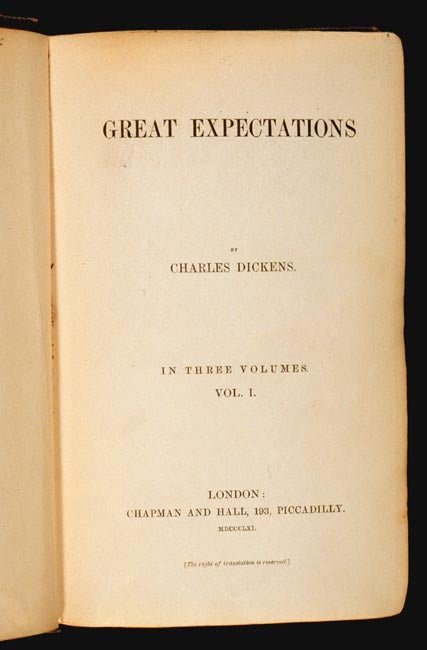 GREAT EXPECTATIONS
BY
CHARLES DICKENS.
IN THREE VOLUMES.
VOL. I.
LONDON:
CHAPMAN AND HALL, 193, PICCADILLY.
MDCCCLXI.
[The right of translation is reserved.]